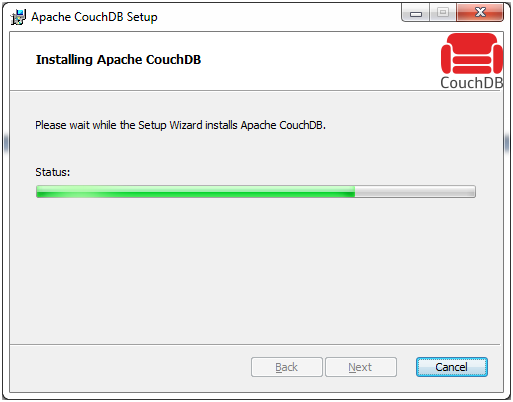 Apache CouchDB Setup
Installing Apache CouchDB
CouchDB
Please wait while the Setup Wizard installs Apache CouchDB.
Status:
Back
Next
Cancel